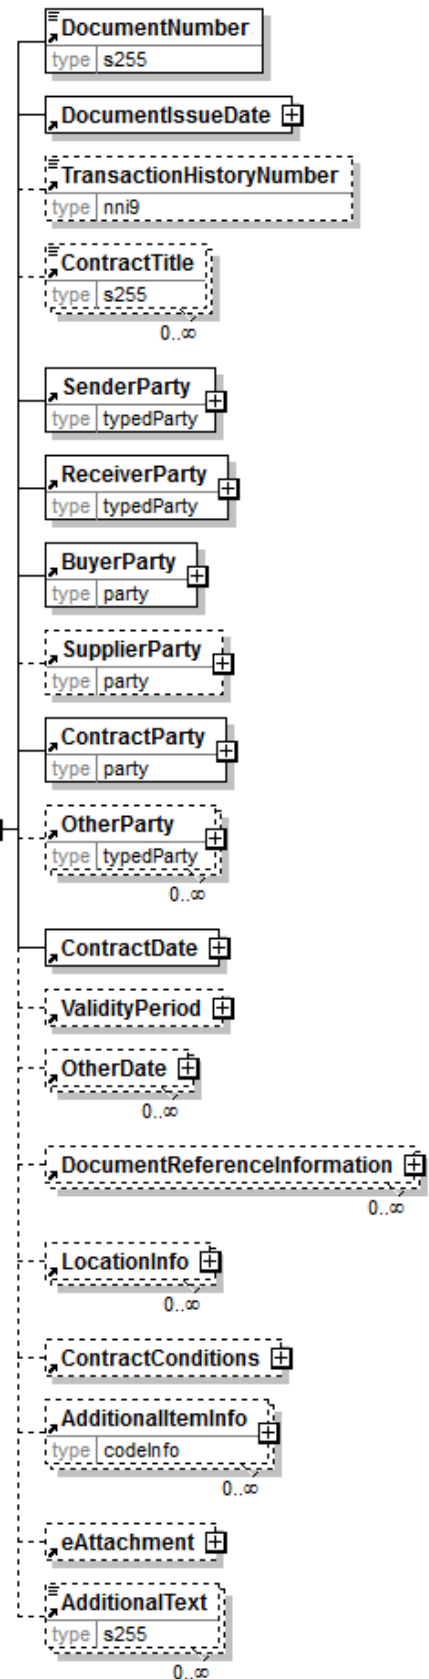 DocumentNumber
type s255
DocumentIssueDate
TransactionHistoryNumber
type nni9
ContractTitle
type s255
0..∞
SenderParty
type typedParty
ReceiverParty
type typedParty
BuyerParty
type party
SupplierParty
type party
ContractParty
type party
OtherParty
type typedParty
0..∞
ContractDate
ValidityPeriod
OtherDate
0..∞
DocumentReferenceInformation
0..∞
LocationInfo
0..∞
ContractConditions
AdditionalItemInfo
type codeInfo
0..∞
eAttachment
AdditionalText
type s255
0..∞